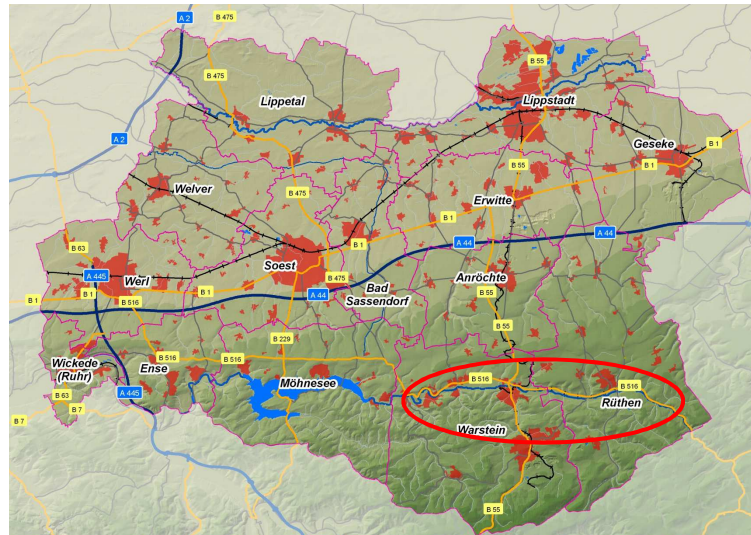 A 2
B 475
B 55
B 475
Lippetal
Lippstadt
A 2
Geseke
B 1
B 55
B 1
Welver
B 475
Erwitte
B 1
B 1
A 44
A 44
B 63
Soest
A 445
Werl
B 475
Anröchte
B 1
B 1
A 44
Bad
Sassendorf
B 55
B 516
B 55
B 229
B 516
B 516
Wickede
(Ruhr)
Ense
Möhnesee
B 516
B 516
B 63
A 445
Rüthen
B 7
B 7
Warstein
B 55